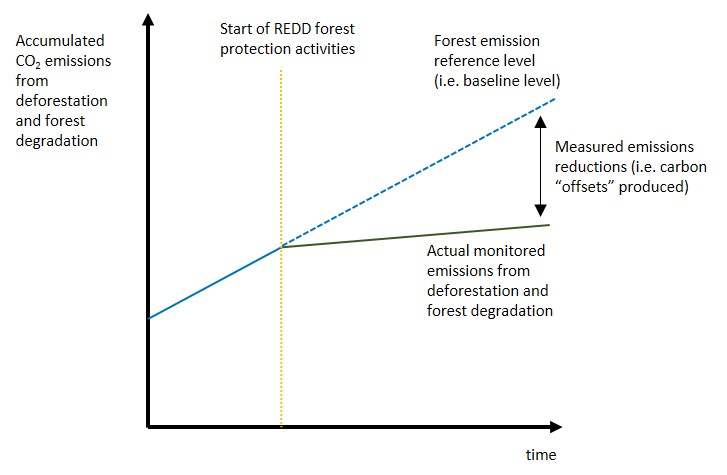 Accumulated
CO₂ emissions
from
deforestation
and forest
degradation
Start of REDD forest
protection activities
Forest emission
reference level
(i.e. baseline level)
Measured emissions
reductions (i.e. carbon
“offsets” produced)
Actual monitored
emissions from
deforestation and
forest degradation
time